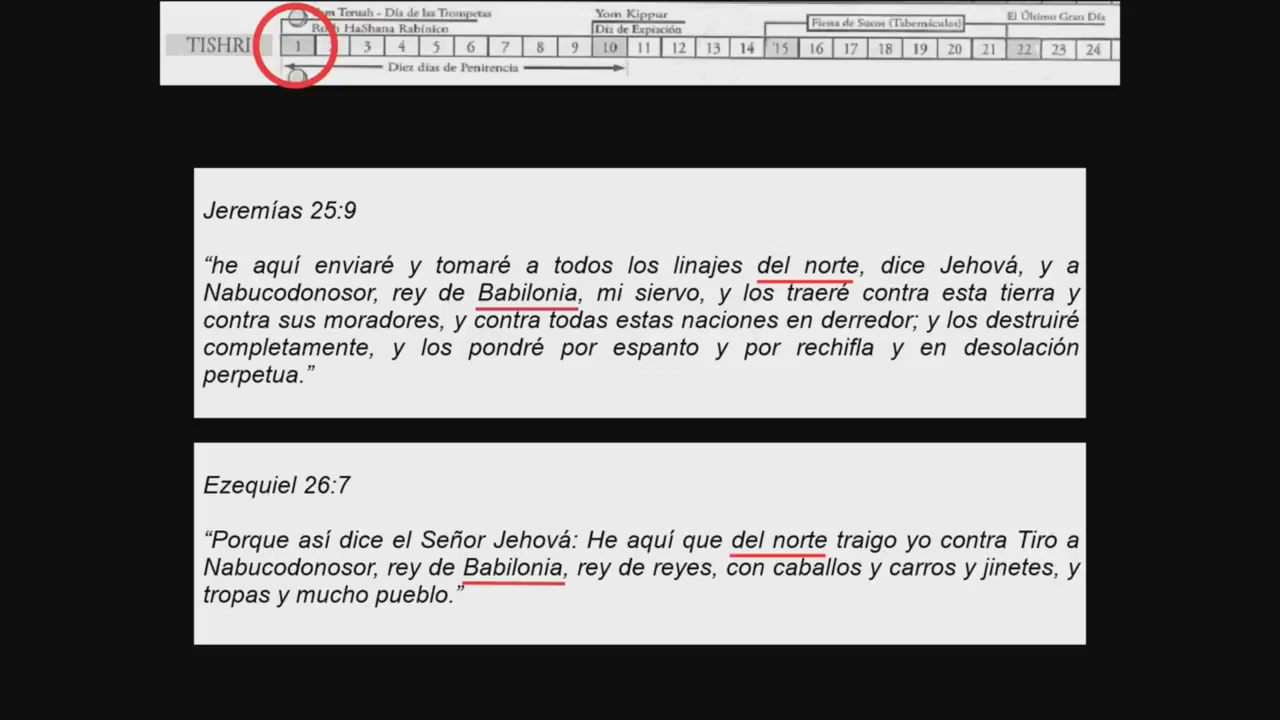 Yom Teruah - Día de las Trompetas
Yom Kippur
El Último Gran Día
Rosh HaShana Rabínico
Día de Expiación
Fiesta de Sucot (Tabernáculos)
TISHRI 1 2 3 4 5 6 7 8 9 10 11 12 13 14 15 16 17 18 19 20 21 22 23 24
Diez días de Penirencia
Jeremías 25:9
“he aquí enviaré y tomaré a todos los linajes del norte, dice Jehová, y a
Nabucodonosor, rey de Babilonia, mi siervo, y los traeré contra esta tierra y
contra sus moradores, y contra todas estas naciones en derredor; y los destruiré
completamente, y los pondré por espanto y por rechifla y en desolación
perpetua.”
Ezequiel 26:7
“Porque así dice el Señor Jehová: He aquí que del norte traigo yo contra Tiro a
Nabucodonosor, rey de Babilonia, rey de reyes, con caballos y carros y jinetes, y
tropas y mucho pueblo.”